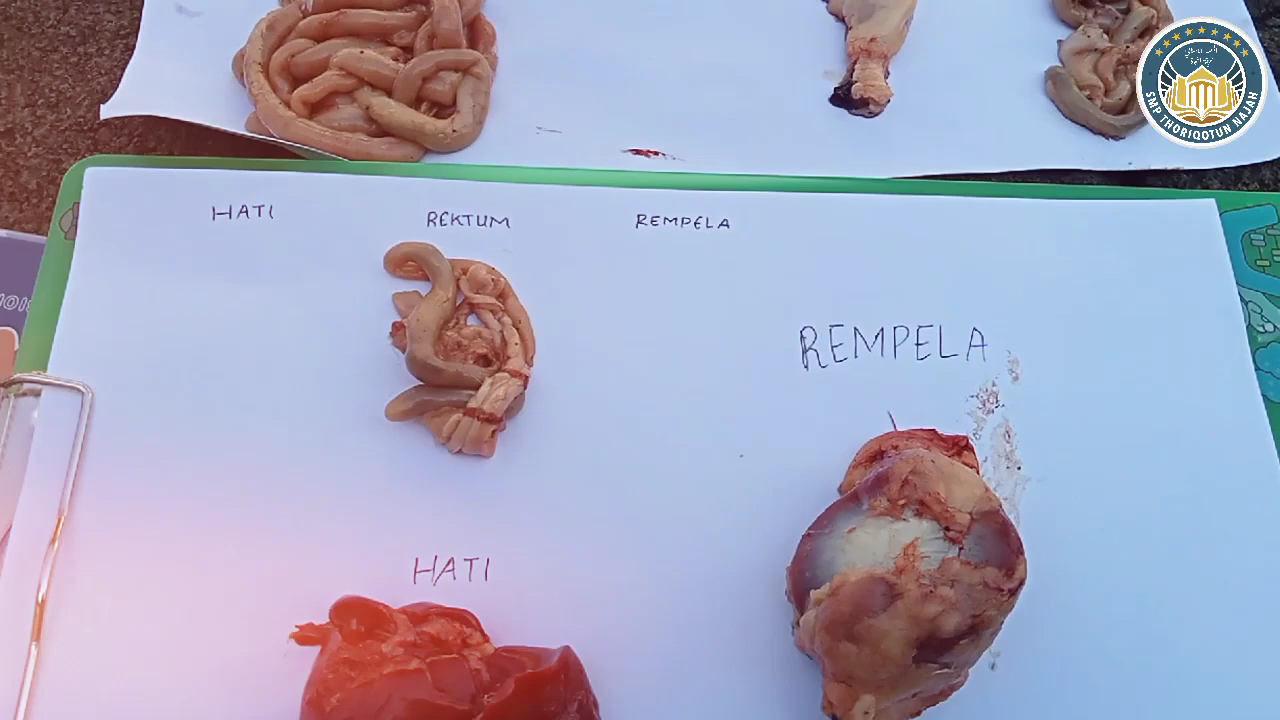 SMP THORIQOTUN NAJAH
HATI REKTUM REMPELA
REMPELA
HATI